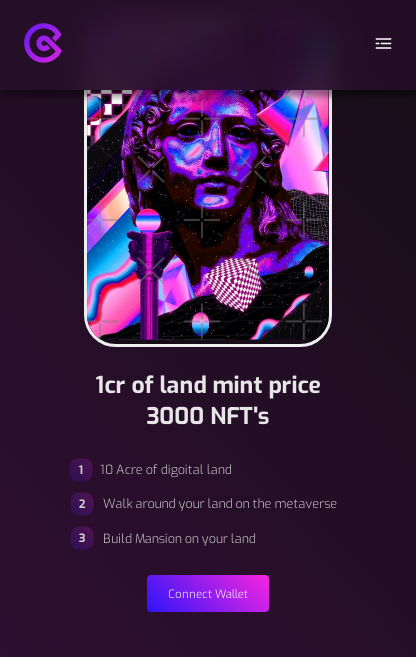 1cr of land mint price
3000 NFT's
1 10 Acre of digoital land
2 Walk around your land on the metaverse
3 Build Mansion on your land
Connect Wallet